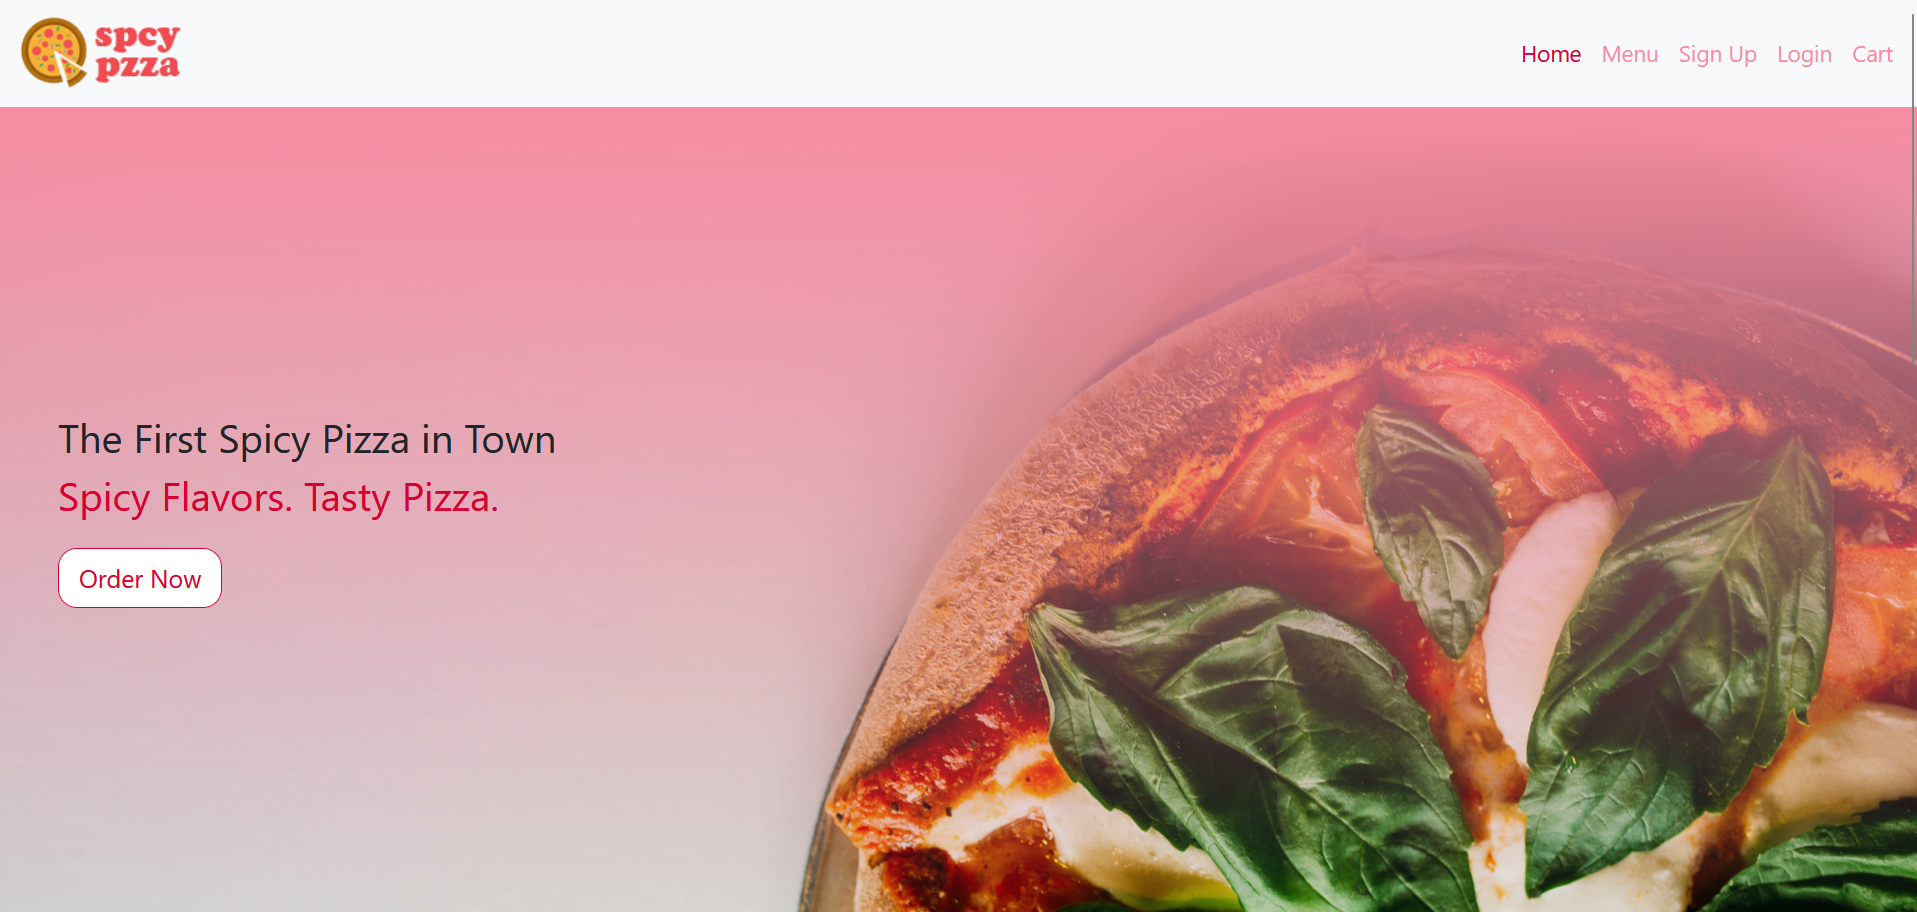 spcy
pzza
Home Menu Sign Up Login Cart
The First Spicy Pizza in Town
Spicy Flavors. Tasty Pizza.
Order Now